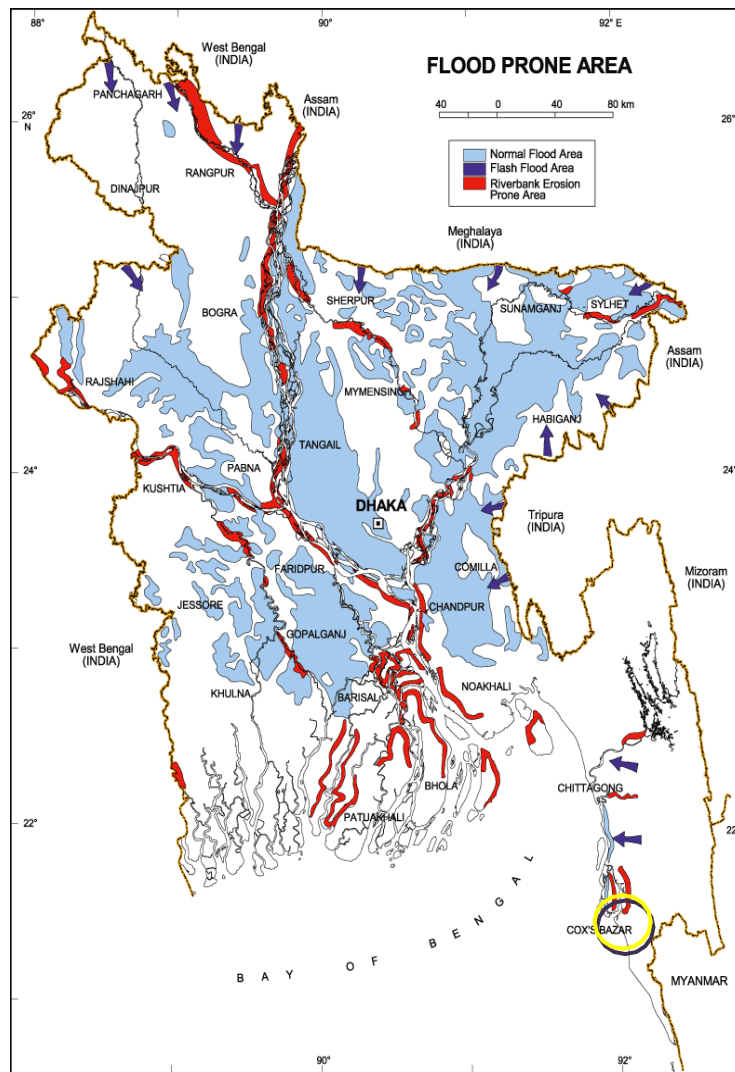 88°
90°
92° E
West Bengal
(INDIA)
FLOOD PRONE AREA
PANCHAGARH
Assam
(INDIA)
40 0 40 80 km
26°
N
26°
Normal Flood Area
Flash Flood Area
Riverbank Erosion
Prone Area
RANGPUR
DINAJPUR
Meghalaya
(INDIA)
SHERPUR
SUNAMGANJ
SYLHET
BOGRA
Assam
(INDIA)
RAJSHAHI
MYMENSINGH
HABIGANJ
TANGAIL
PABNA
24°
24°
KUSHTIA
DHAKA
Tripura
(INDIA)
FARIDPUR
COMILLA
Mizoram
(INDIA)
JESSORE
CHANDPUR
GOPALGANJ
West Bengal
(INDIA)
KHULNA
BARISAL
NOAKHALI
BHOLA
CHITTAGONG
PATUAKHALI
22°
22
COX'S BAZAR
BAY OF BENGAL
MYANMAR
90°
92°